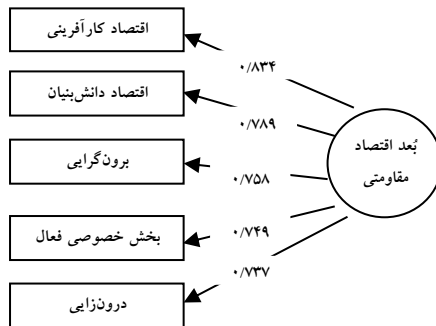 اقتصاد کارآفرینی
۰/۸۳۴
اقتصاد دانش‌بنیان
۰/۷۸۹
بُعد اقتصاد
مقاومتی
برون‌گرایی
۰/۷۵۸
بخش خصوصی فعال
۰/۷۴۹
۰/۷۳۷
درون‌زایی